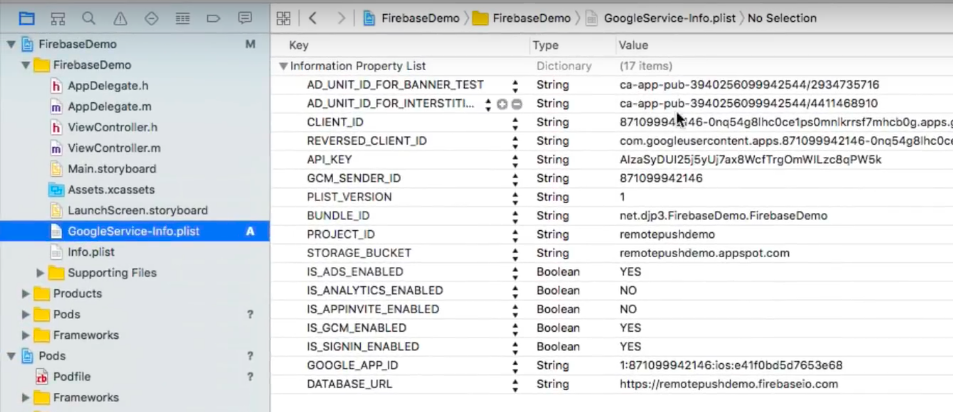 FirebaseDemo FirebaseDemo GoogleService-Info.plist No Selection
FirebaseDemo M
FirebaseDemo
h AppDelegate.h
m AppDelegate.m
h ViewController.h
m ViewController.m
Main.storyboard
Assets.xcassets
LaunchScreen.storyboard
GoogleService-Info.plist A
Info.plist
Supporting Files
Products
Pods ?
Frameworks
Pods ?
rb Podfile
Frameworks
Key Type Value
Information Property List Dictionary (17 items)
AD_UNIT_ID_FOR_BANNER_TEST String ca-app-pub-3940256099942544/2934735716
AD_UNIT_ID_FOR_INTERSTITI... String ca-app-pub-3940256099942544/4411468910
CLIENT_ID String 871099942146-0nq54g8lhc0ce1ps0mnlkrrsf7mhcb0g.apps.g
REVERSED_CLIENT_ID String com.googleusercontent.apps.871099942146-0nq54g8lhc0ce
API_KEY String AIzaSyDUI25j5yUj7ax8WcfTrgOmWILzc8qPW5k
GCM_SENDER_ID String 871099942146
PLIST_VERSION String 1
BUNDLE_ID String net.djp3.FirebaseDemo.FirebaseDemo
PROJECT_ID String remotepushdemo
STORAGE_BUCKET String remotepushdemo.appspot.com
IS_ADS_ENABLED Boolean YES
IS_ANALYTICS_ENABLED Boolean NO
IS_APPINVITE_ENABLED Boolean NO
IS_GCM_ENABLED Boolean YES
IS_SIGNIN_ENABLED Boolean YES
GOOGLE_APP_ID String 1:871099942146:ios:e41f0bd5d7653e68
DATABASE_URL String https://remotepushdemo.firebaseio.com